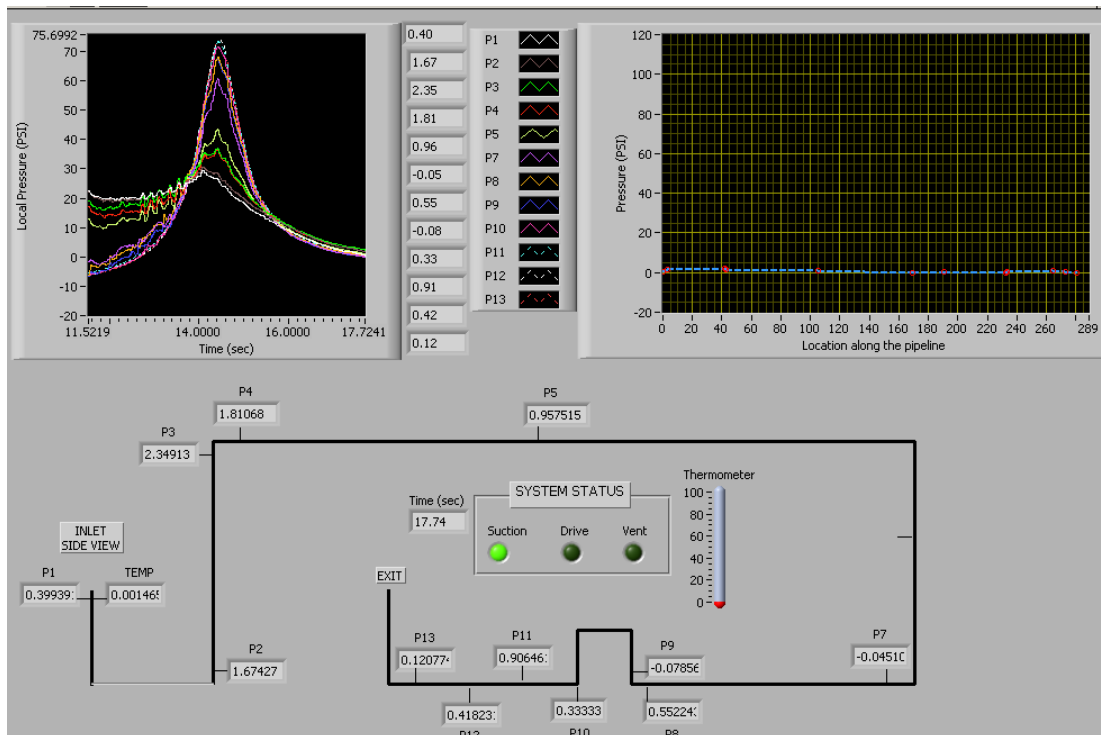 75.6992
70
60
50
40
30
20
10
0
-10
-20
Local Pressure (PSI)
11.5219 14.0000 16.0000 17.7241
Time (sec)
0.40
1.67
2.35
1.81
0.96
-0.05
0.55
-0.08
0.33
0.91
0.42
0.12
P1
P2
P3
P4
P5
P7
P8
P9
P10
P11
P12
P13
120
100
80
60
40
20
0
-20
Pressure (PSI)
0 20 40 60 80 100 120 140 160 180 200 220 240 260 289
Location along the pipeline
P4
1.81068
P5
0.957515
P3
2.34913
Thermometer
100
80
60
40
20
0
SYSTEM STATUS
Time (sec)
17.74
Suction Drive Vent
INLET
SIDE VIEW
P1 TEMP
0.39939 0.00146
EXIT
P2
1.67427
P13
0.12077
P11
0.90646
P9
-0.0785
P7
-0.0451
0.41823
P12
0.33333
P10
0.55224
P8